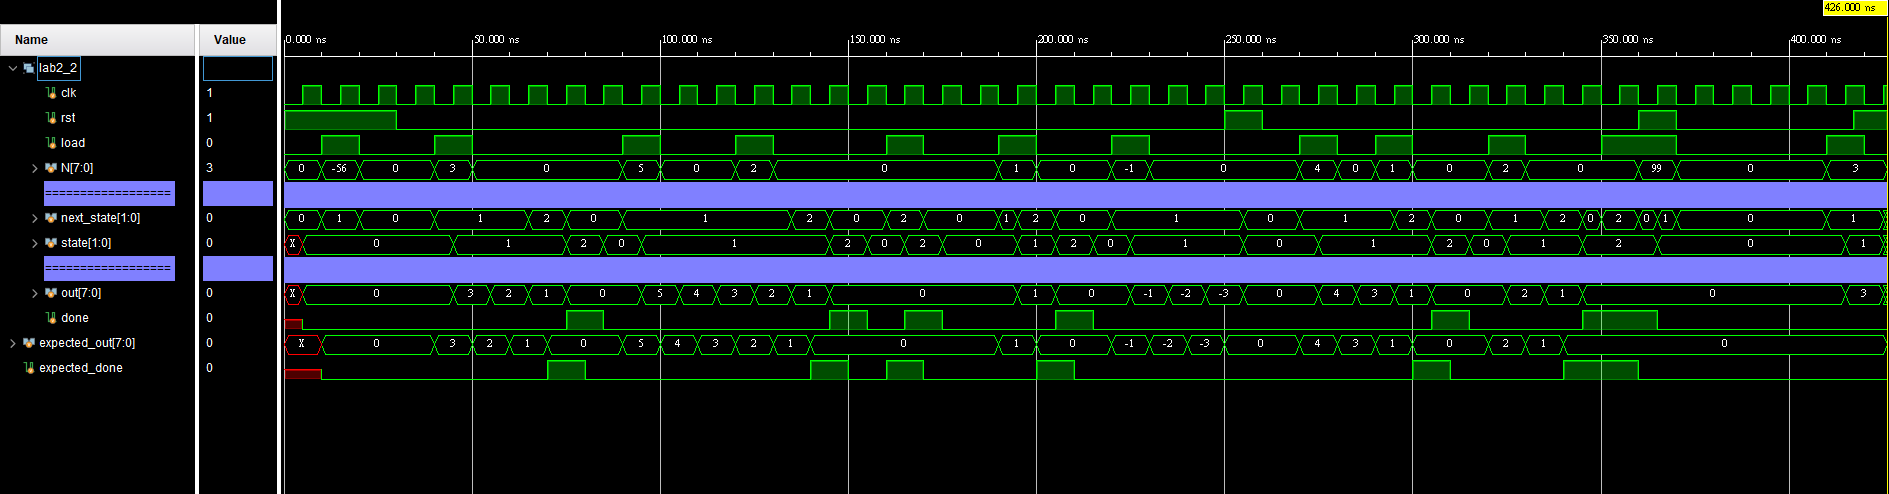 426.000 ns
Name Value
0.000 ns 50.000 ns 100.000 ns 150.000 ns 200.000 ns 250.000 ns 300.000 ns 350.000 ns 400.000 ns
lab2_2
clk 1
rst 1
load 0
N[7:0] 3 0 -56 0 3 0 5 0 2 0 1 0 -1 0 4 0 1 0 2 0 99 0 3
=================
next_state[1:0] 0 0 1 0 1 2 0 1 2 0 2 0 1 2 0 1 0 1 2 0 1 2 0 2 0 1 0 1
state[1:0] 0 X 0 1 2 0 1 2 0 2 0 1 2 0 1 0 1 2 0 1 2 0 1
=================
out[7:0] 0 X 0 3 2 1 0 5 4 3 2 1 0 1 0 -1 -2 -3 0 4 3 1 0 2 1 0 3
done 0
expected_out[7:0] 0 X 0 3 2 1 0 5 4 3 2 1 0 1 0 -1 -2 -3 0 4 3 1 0 2 1 0
expected_done 0